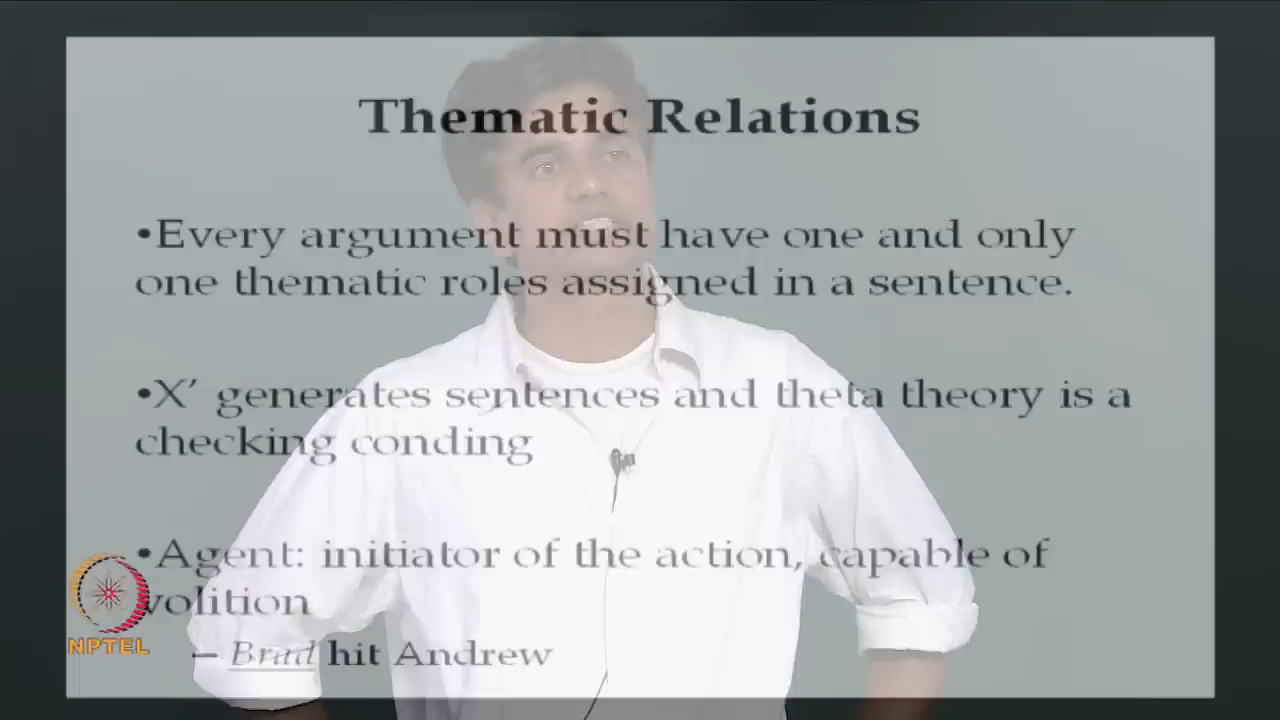 Thematic Relations
•Every argument must have one and only
one thematic roles assigned in a sentence.
•X′ generates sentences and theta theory is a
checking conding
•Agent: initiator of the action, capable of
volition
– Brad hit Andrew
NPTEL